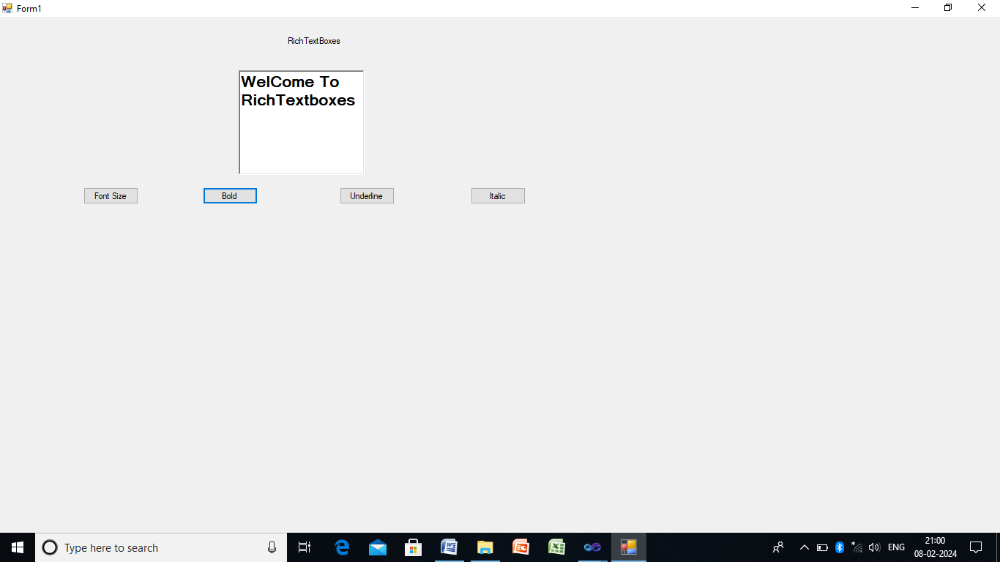 Form1
RichTextBoxes
WelCome To
RichTextboxes
Font Size
Bold
Underline
Italic
Type here to search
ENG
21:00
08-02-2024